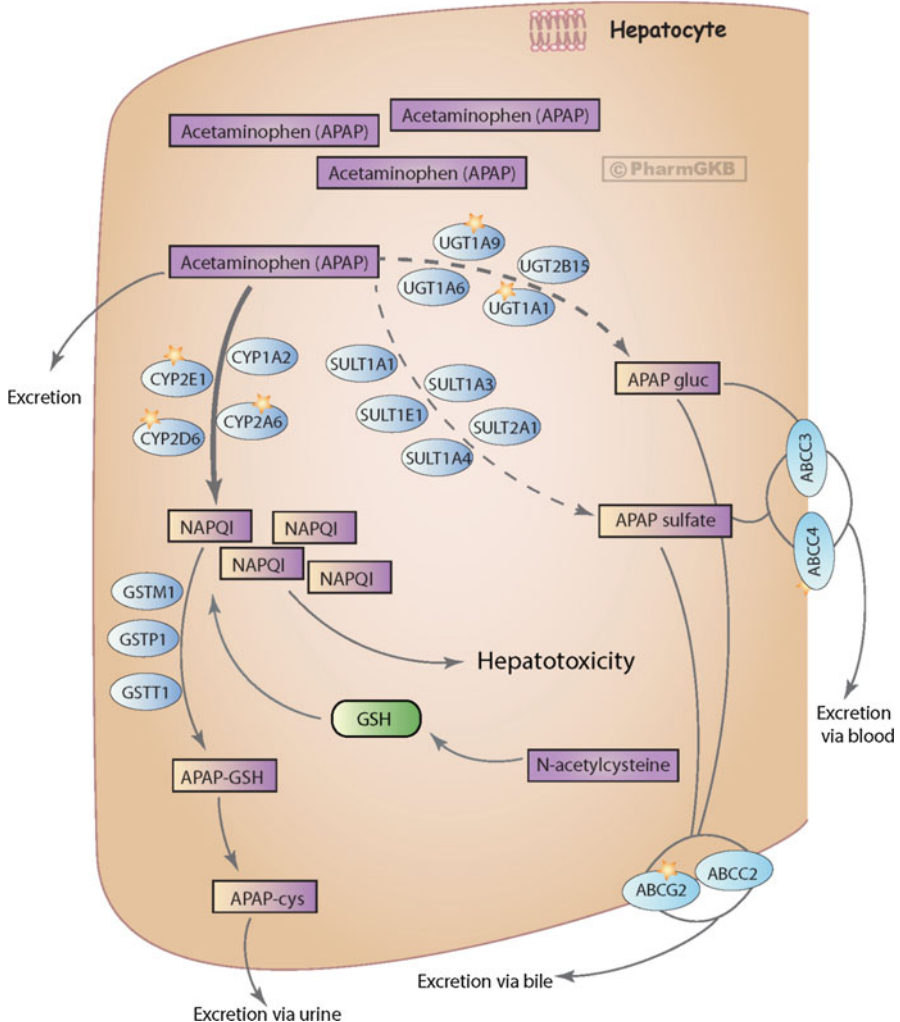 Hepatocyte
Acetaminophen (APAP)
Acetaminophen (APAP)
Acetaminophen (APAP)
© PharmGKB
Acetaminophen (APAP)
UGT1A9
UGT2B15
UGT1A6
UGT1A1
Excretion
CYP2E1
CYP1A2
CYP2D6
CYP2A6
SULT1A1
SULT1A3
SULT1E1
SULT2A1
SULT1A4
APAP gluc
ABCC3
APAP sulfate
ABCC4
NAPQI
NAPQI
NAPQI
NAPQI
GSTM1
GSTP1
GSTT1
Hepatotoxicity
GSH
N-acetylcysteine
Excretion
via blood
APAP-GSH
APAP-cys
ABCG2
ABCC2
Excretion via bile
Excretion via urine